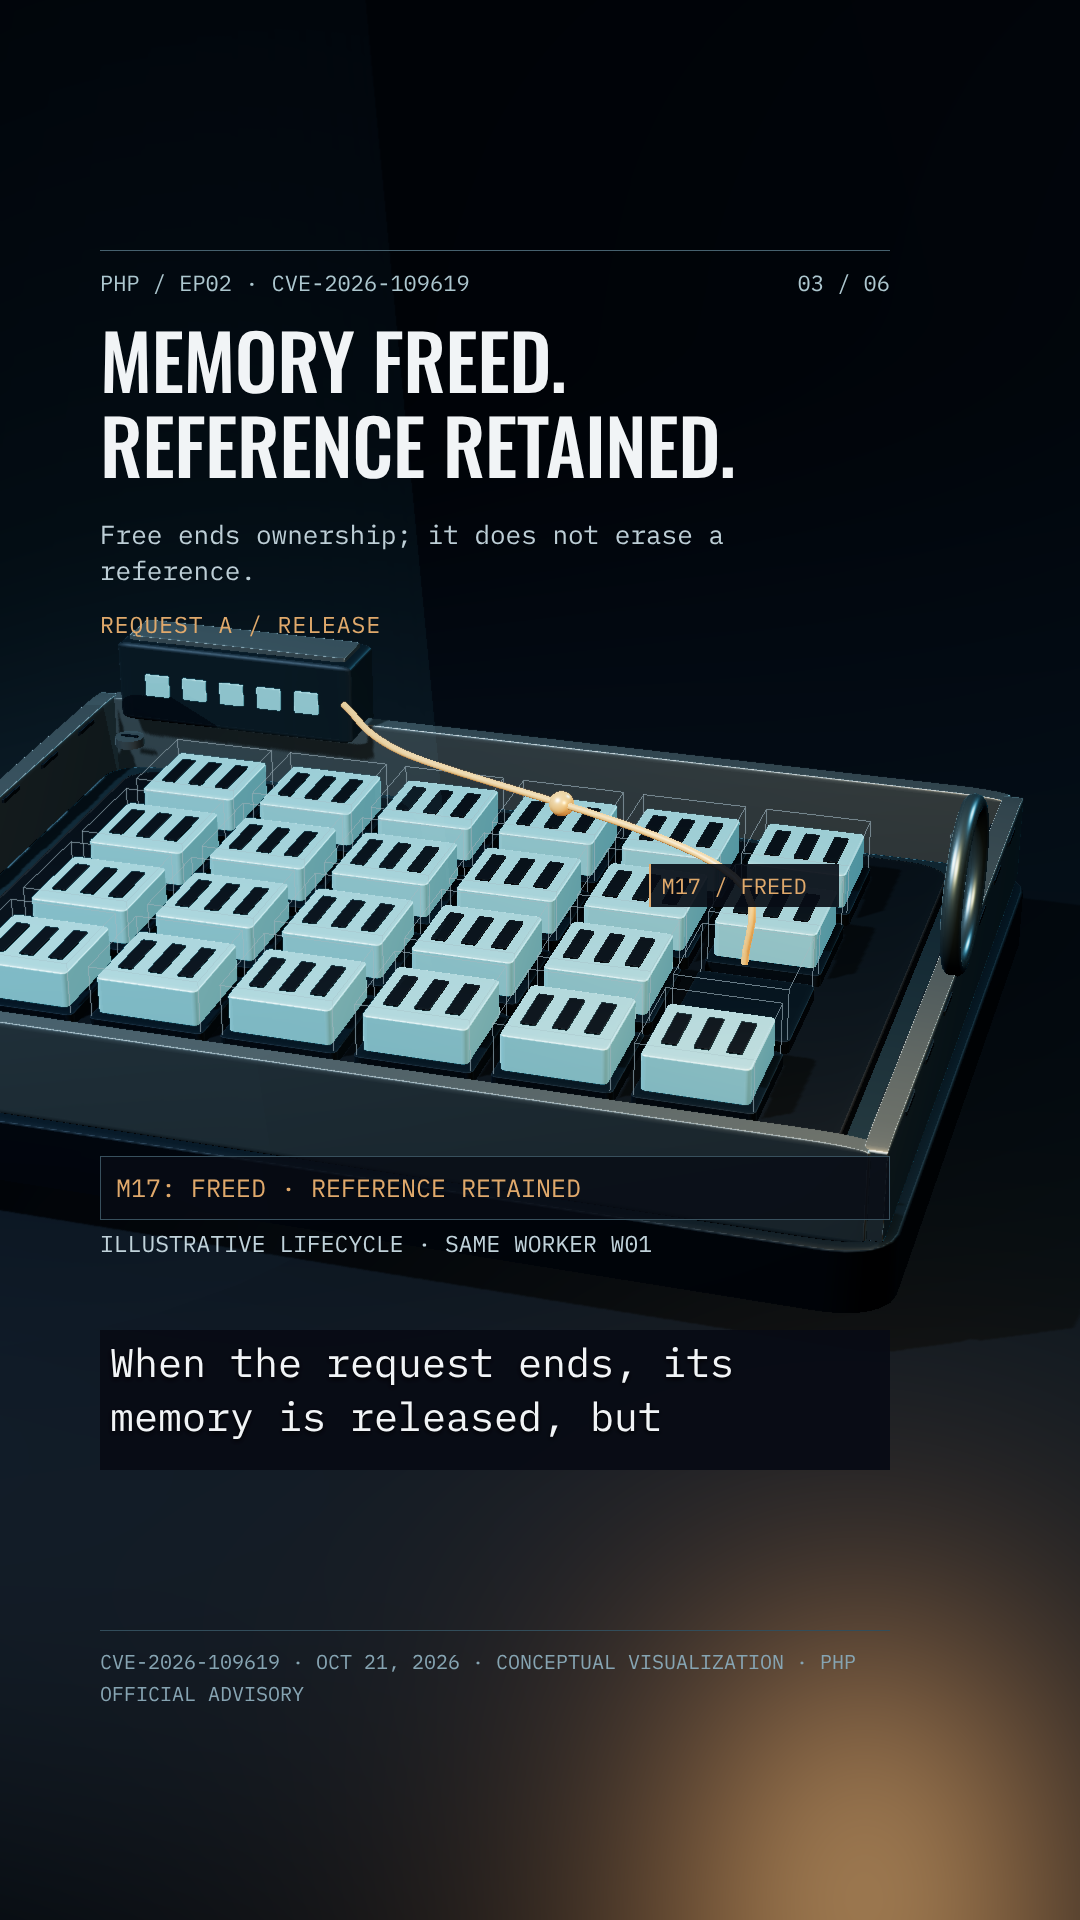 PHP / EP02 · CVE-2026-109619
03 / 06
MEMORY FREED.
REFERENCE RETAINED.
Free ends ownership; it does not erase a
reference.
REQUEST A / RELEASE
M17 / FREED
M17: FREED · REFERENCE RETAINED
ILLUSTRATIVE LIFECYCLE · SAME WORKER W01
When the request ends, its
memory is released, but
CVE-2026-109619 · OCT 21, 2026 · CONCEPTUAL VISUALIZATION · PHP
OFFICIAL ADVISORY